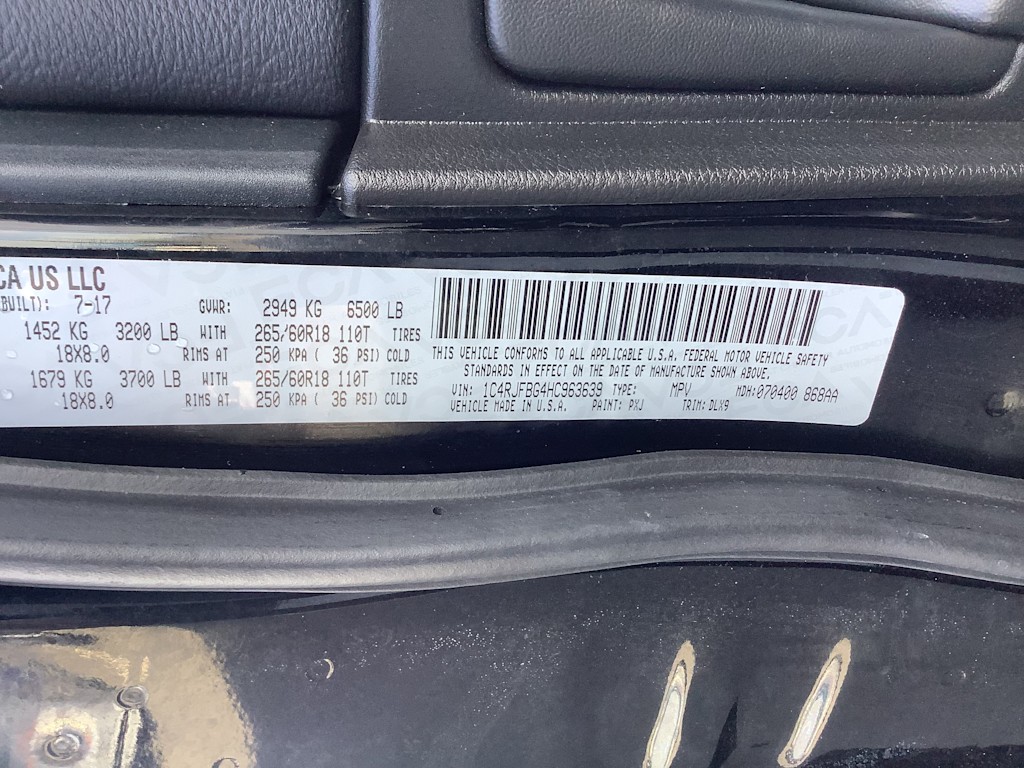 CA US LLC
BUILT): 7-17 GVWR: 2949 KG 6500 LB
1452 KG 3200 LB WITH 265/60R18 110T TIRES
18X8.0 RIMS AT 250 KPA ( 36 PSI) COLD
1679 KG 3700 LB WITH 265/60R18 110T TIRES
18X8.0 RIMS AT 250 KPA ( 36 PSI) COLD
THIS VEHICLE CONFORMS TO ALL APPLICABLE U.S.A. FEDERAL MOTOR VEHICLE SAFETY
STANDARDS IN EFFECT ON THE DATE OF MANUFACTURE SHOWN ABOVE.
VIN: 1C4RJFBG4HC963639 TYPE: MPV MDH:070400 868AA
VEHICLE MADE IN U.S.A. PAINT: PXJ TRIM: DLX9